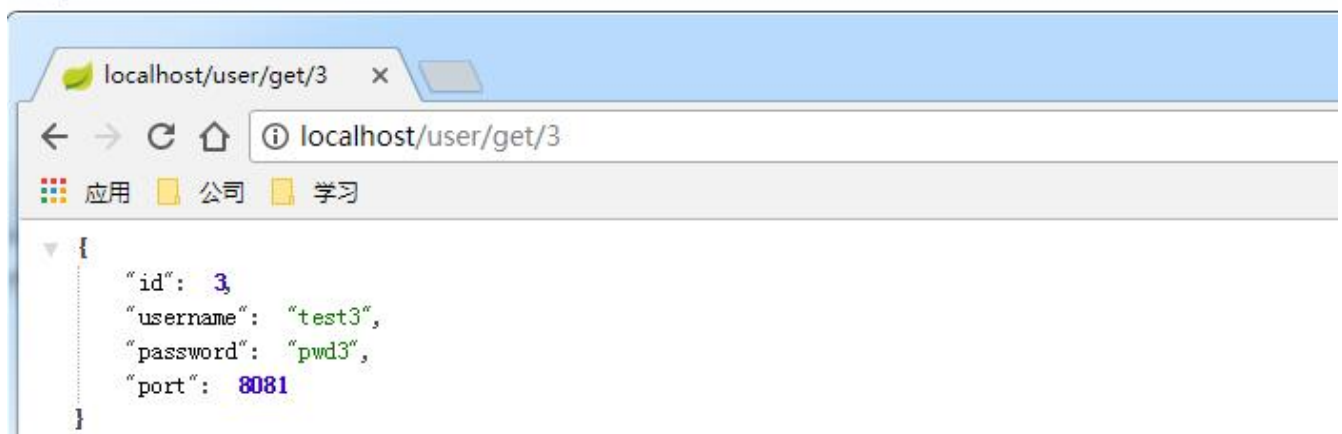 localhost/user/get/3
localhost/user/get/3
应用 公司 学习
{
"id": 3,
"username": "test3",
"password": "pwd3",
"port": 8081
}